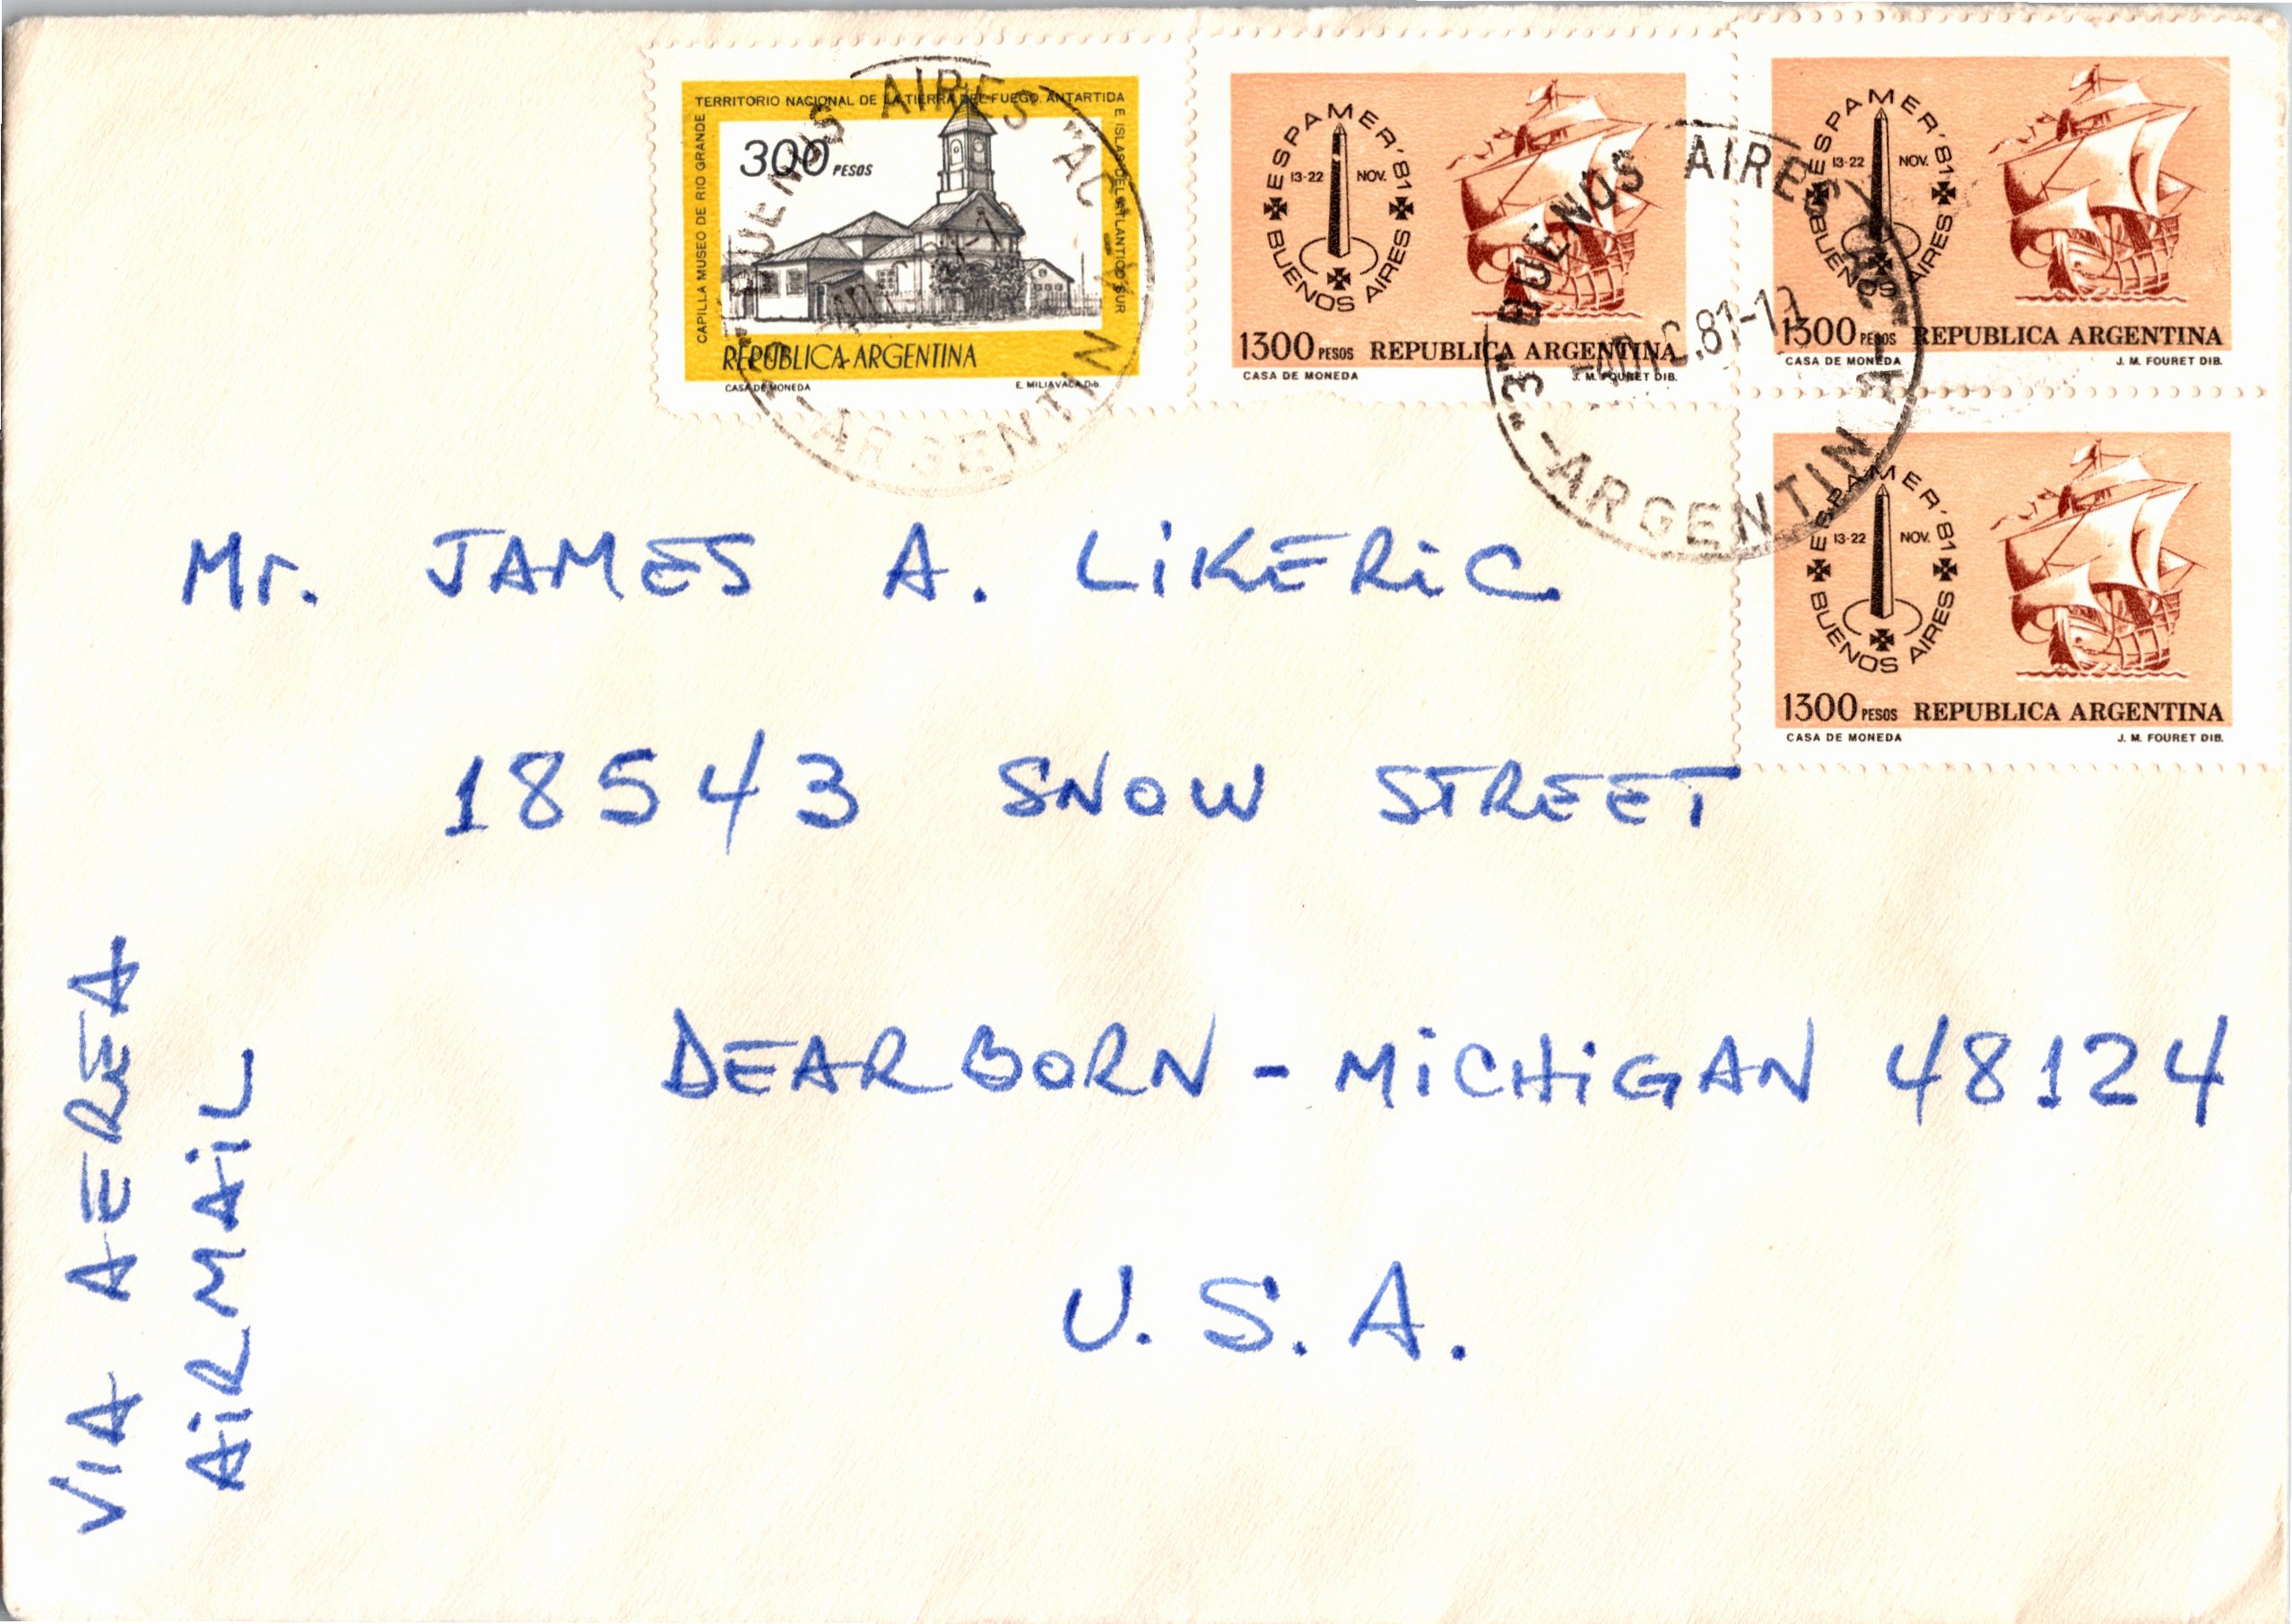 TERRITORIO NACIONAL DE LA TIERRA DEL FUEGO, ANTARTIDA
E ISLAS DEL ATLANTICO SUR
CAPILLA MUSEO DE RIO GRANDE
300 PESOS
REPUBLICA ARGENTINA
CASA DE MONEDA E. MILIAVACA Dib.
BUENOS AIRES "AC
ARGENTINA
ESPAMER'81
13-22 NOV.
BUENOS AIRES
1300 PESOS REPUBLICA ARGENTINA
CASA DE MONEDA J. M. FOURET DIB.
ESPAMER'81
13-22 NOV.
BUENOS AIRES
1300 PESOS REPUBLICA ARGENTINA
CASA DE MONEDA J. M. FOURET DIB.
BUENOS AIRES
81-17
"3"-ARGENTINA-
ESPAMER'81
13-22 NOV.
BUENOS AIRES
1300 PESOS REPUBLICA ARGENTINA
CASA DE MONEDA J. M. FOURET DIB.
Mr. JAMES A. LiKERiC
18543 SNOW STREET
DEARBORN - MiCHiGAN 48124
U.S.A.
VIA AEREA
AiRMAiL